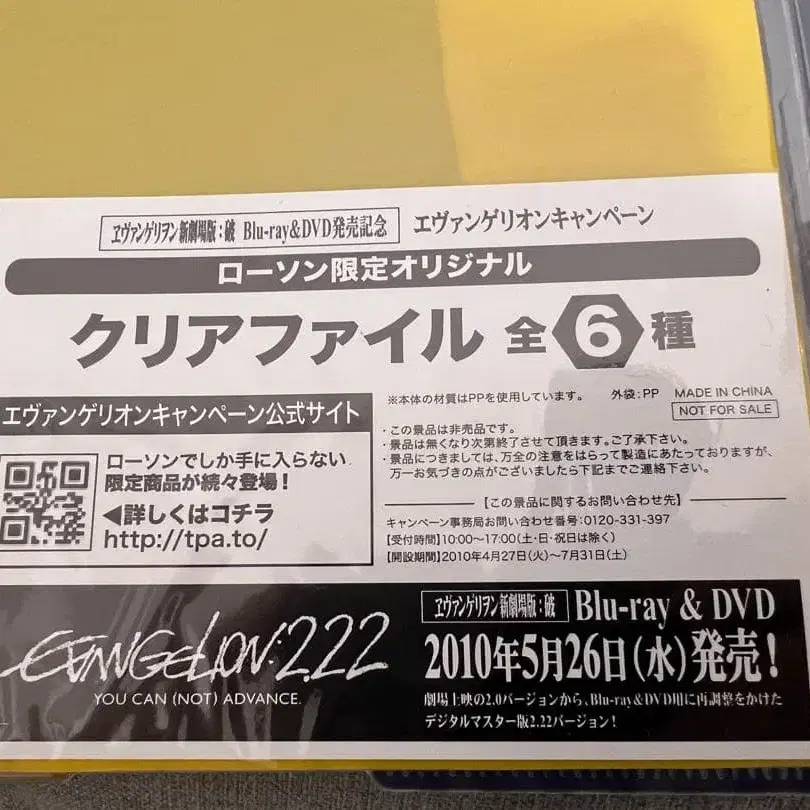 ヱヴァンゲリヲン新劇場版:破 Blu-ray&DVD発売記念 エヴァンゲリオンキャンペーン
ローソン限定オリジナル
クリアファイル 全6種
※本体の材質はPPを使用しています。 外袋:PP MADE IN CHINA
NOT FOR SALE
・この景品は非売品です。
・景品は無くなり次第終了させて頂きます。ご了承下さい。
・景品につきましては、万全の注意をはらって製造にあたっておりますが、
万一お気づきの点がございましたら下記までご連絡下さい。
【この景品に関するお問い合わせ先】
キャンペーン事務局お問い合わせ番号:0120-331-397
【受付時間】10:00〜17:00(土・日・祝日は除く)
【開設期間】2010年4月27日(火)〜7月31日(土)
エヴァンゲリオンキャンペーン公式サイト
ローソンでしか手に入らない
限定商品が続々登場!
◀詳しくはコチラ
http://tpa.to/
EVANGELION:2.22
YOU CAN (NOT) ADVANCE.
ヱヴァンゲリヲン新劇場版:破 Blu-ray & DVD
2010年5月26日(水)発売!
劇場上映の2.0バージョンから、Blu-ray&DVD用に再調整をかけた
デジタルマスター版2.22バージョン!